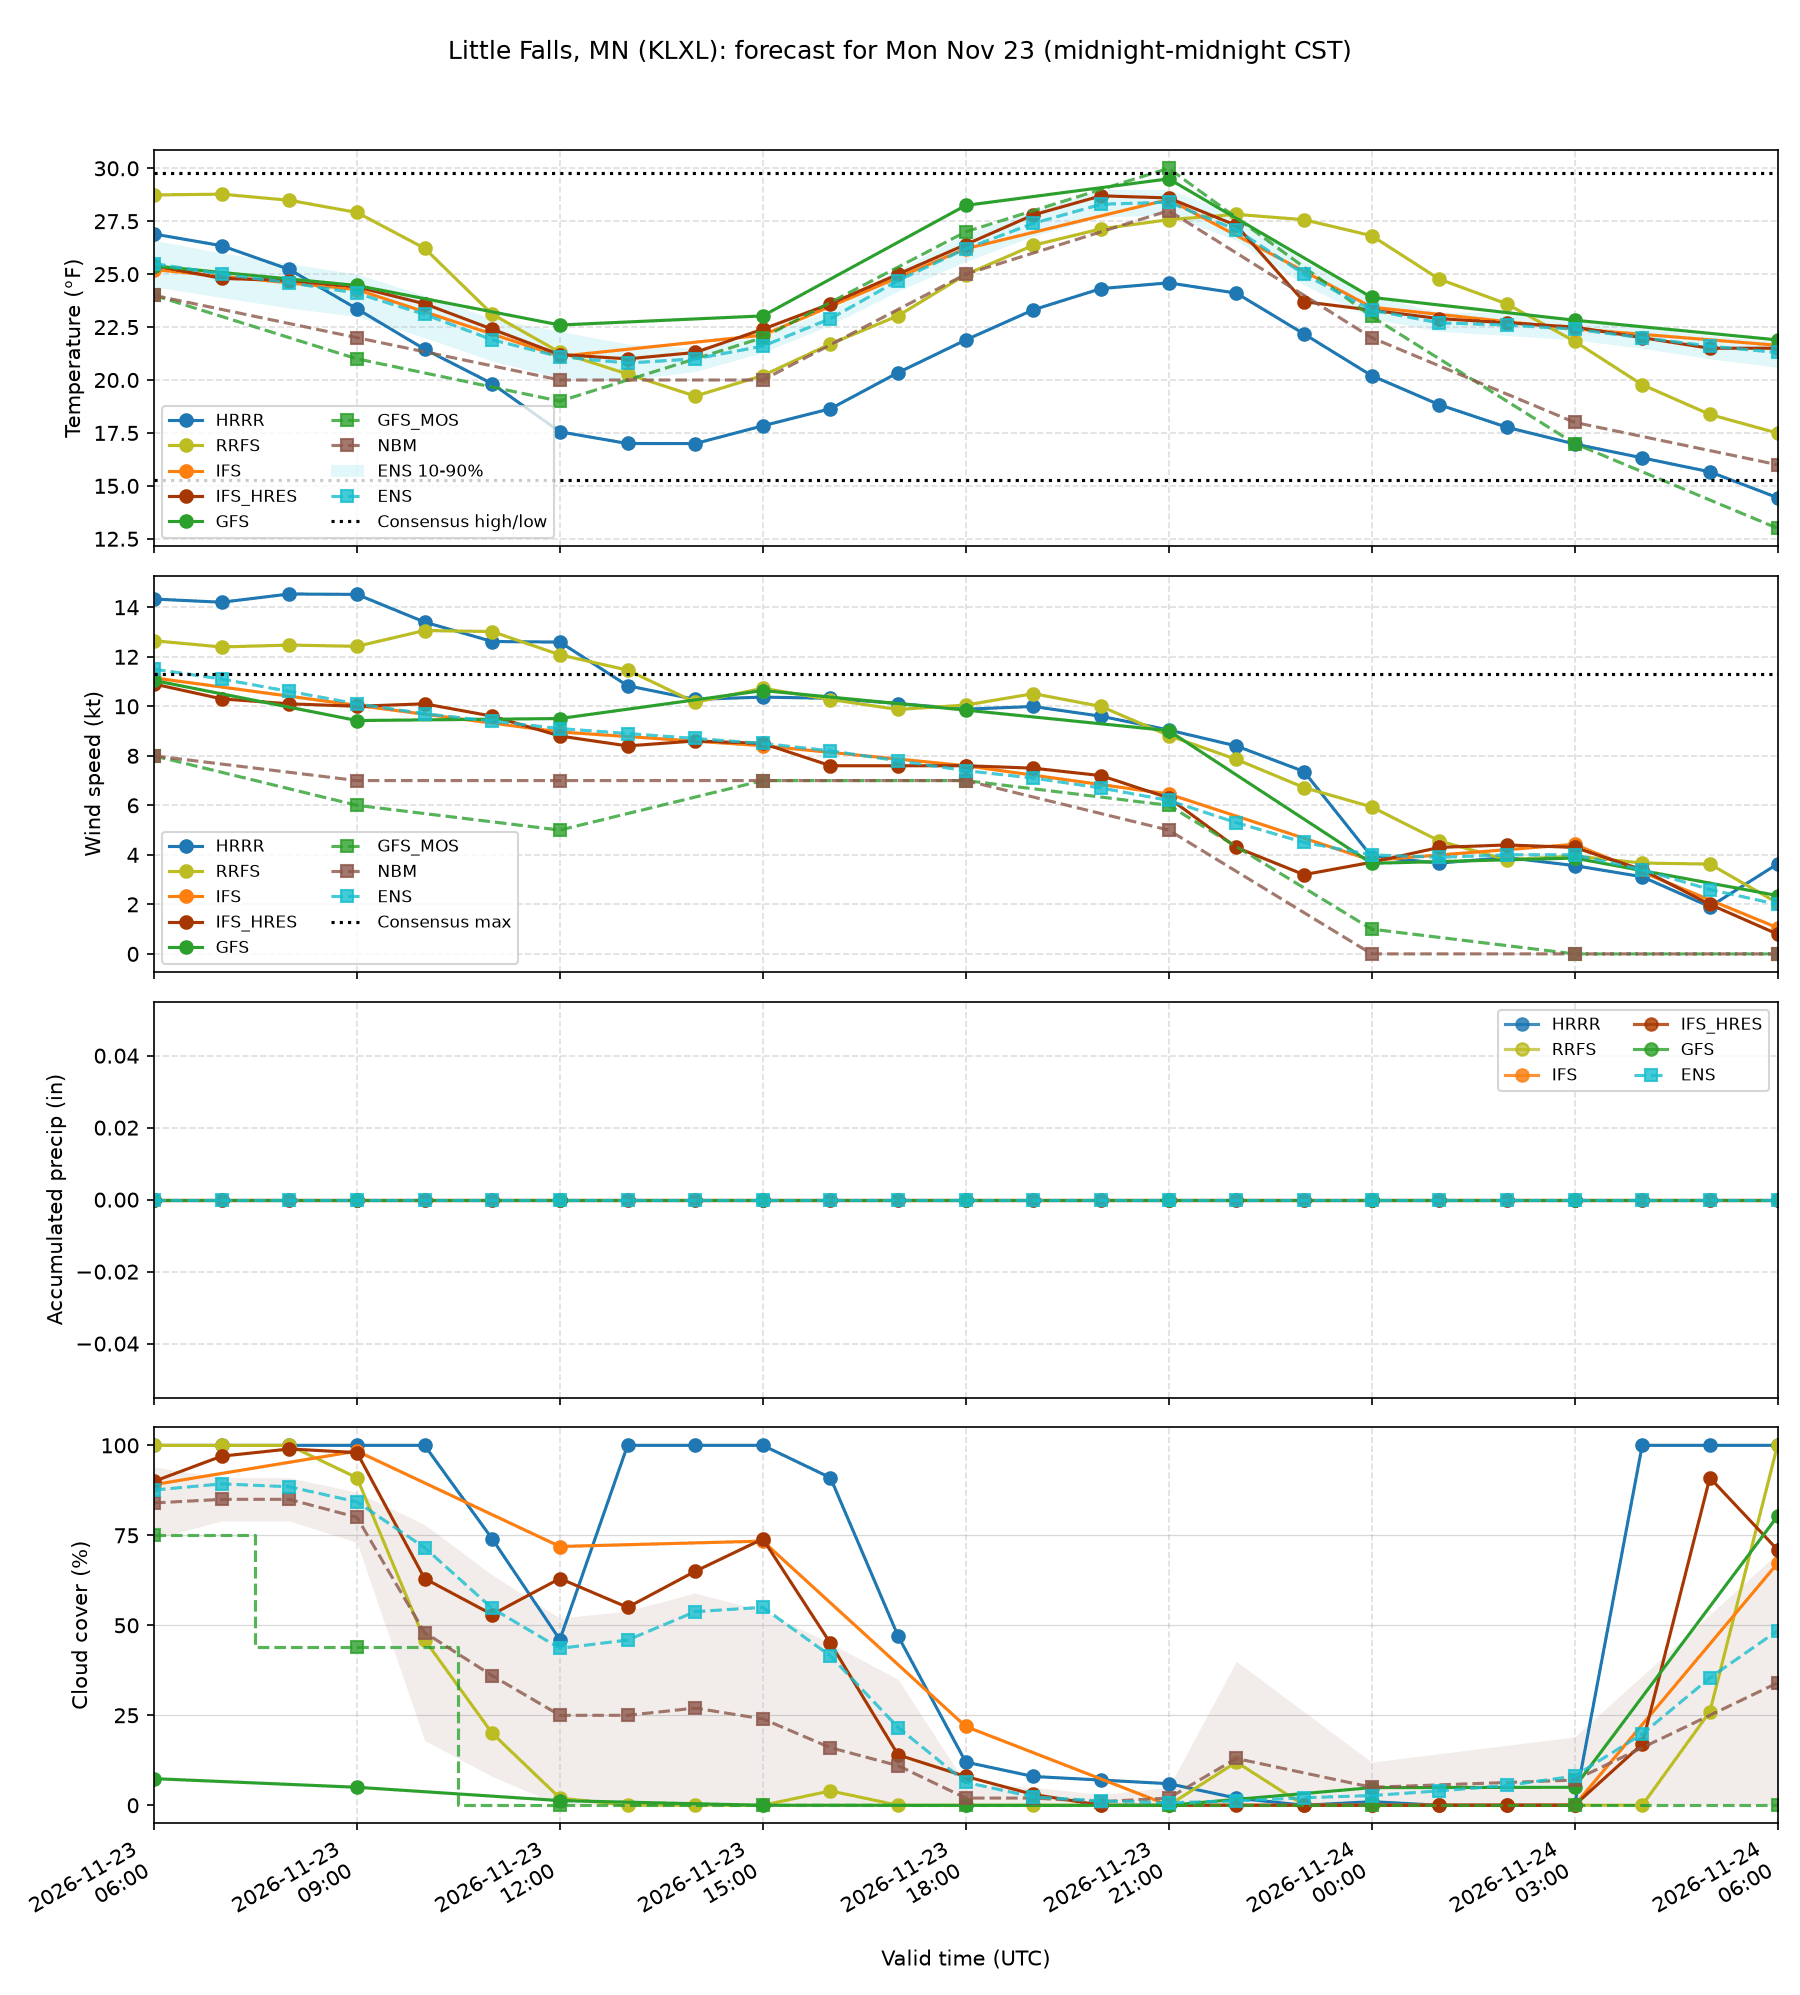 Little Falls, MN (KLXL): forecast for Mon Nov 23 (midnight-midnight CST)
Temperature (°F)
30.0
27.5
25.0
22.5
20.0
17.5
15.0
12.5
HRRR
RRFS
IFS
IFS_HRES
GFS
GFS_MOS
NBM
ENS 10-90%
ENS
Consensus high/low
Wind speed (kt)
14
12
10
8
6
4
2
0
HRRR
RRFS
IFS
IFS_HRES
GFS
GFS_MOS
NBM
ENS
Consensus max
Accumulated precip (in)
0.04
0.02
0.00
−0.02
−0.04
HRRR
RRFS
IFS
IFS_HRES
GFS
ENS
Cloud cover (%)
100
75
50
25
0
2026-11-23
06:00
2026-11-23
09:00
2026-11-23
12:00
2026-11-23
15:00
2026-11-23
18:00
2026-11-23
21:00
2026-11-24
00:00
2026-11-24
03:00
2026-11-24
06:00
Valid time (UTC)